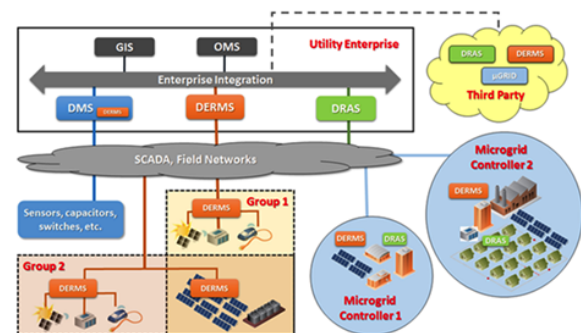 GIS
OMS
Utility Enterprise
Enterprise Integration
DMS
DERMS
DERMS
DRAS
DRAS
DERMS
µGRID
Third Party
SCADA, Field Networks
Sensors, capacitors,
switches, etc.
Group 1
DERMS
Group 2
DERMS
DERMS
DERMS
DRAS
Microgrid
Controller 1
Microgrid
Controller 2
DERMS
DRAS